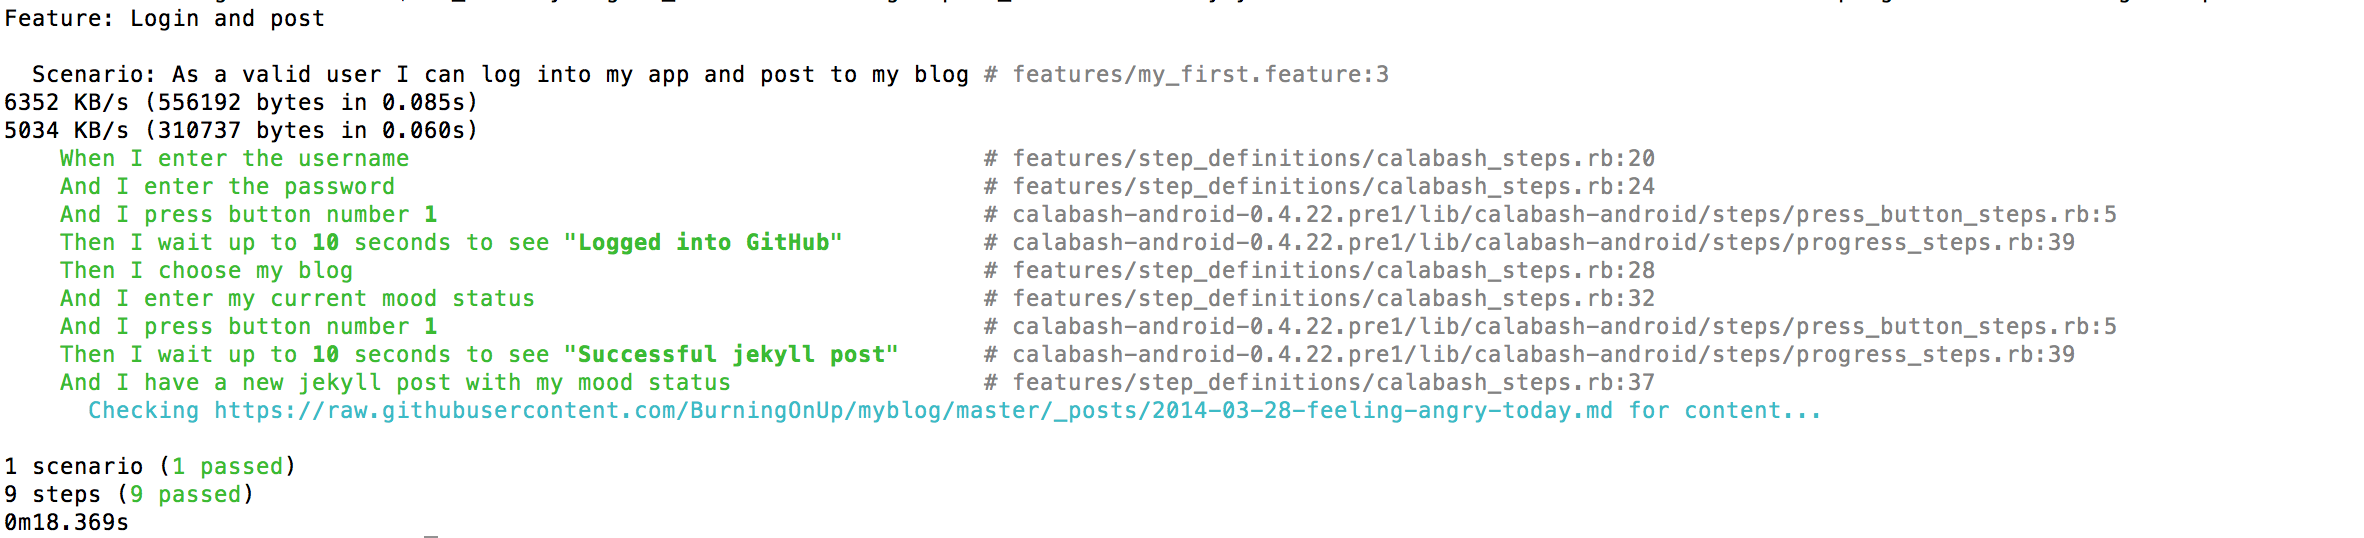 Feature: Login and post
Scenario: As a valid user I can log into my app and post to my blog # features/my_first.feature:3
6352 KB/s (556192 bytes in 0.085s)
5034 KB/s (310737 bytes in 0.060s)
When I enter the username # features/step_definitions/calabash_steps.rb:20
And I enter the password # features/step_definitions/calabash_steps.rb:24
And I press button number 1 # calabash-android-0.4.22.pre1/lib/calabash-android/steps/press_button_steps.rb:5
Then I wait up to 10 seconds to see "Logged into GitHub" # calabash-android-0.4.22.pre1/lib/calabash-android/steps/progress_steps.rb:39
Then I choose my blog # features/step_definitions/calabash_steps.rb:28
And I enter my current mood status # features/step_definitions/calabash_steps.rb:32
And I press button number 1 # calabash-android-0.4.22.pre1/lib/calabash-android/steps/press_button_steps.rb:5
Then I wait up to 10 seconds to see "Successful jekyll post" # calabash-android-0.4.22.pre1/lib/calabash-android/steps/progress_steps.rb:39
And I have a new jekyll post with my mood status # features/step_definitions/calabash_steps.rb:37
Checking https://raw.githubusercontent.com/BurningOnUp/myblog/master/_posts/2014-03-28-feeling-angry-today.md for content...
1 scenario (1 passed)
9 steps (9 passed)
0m18.369s